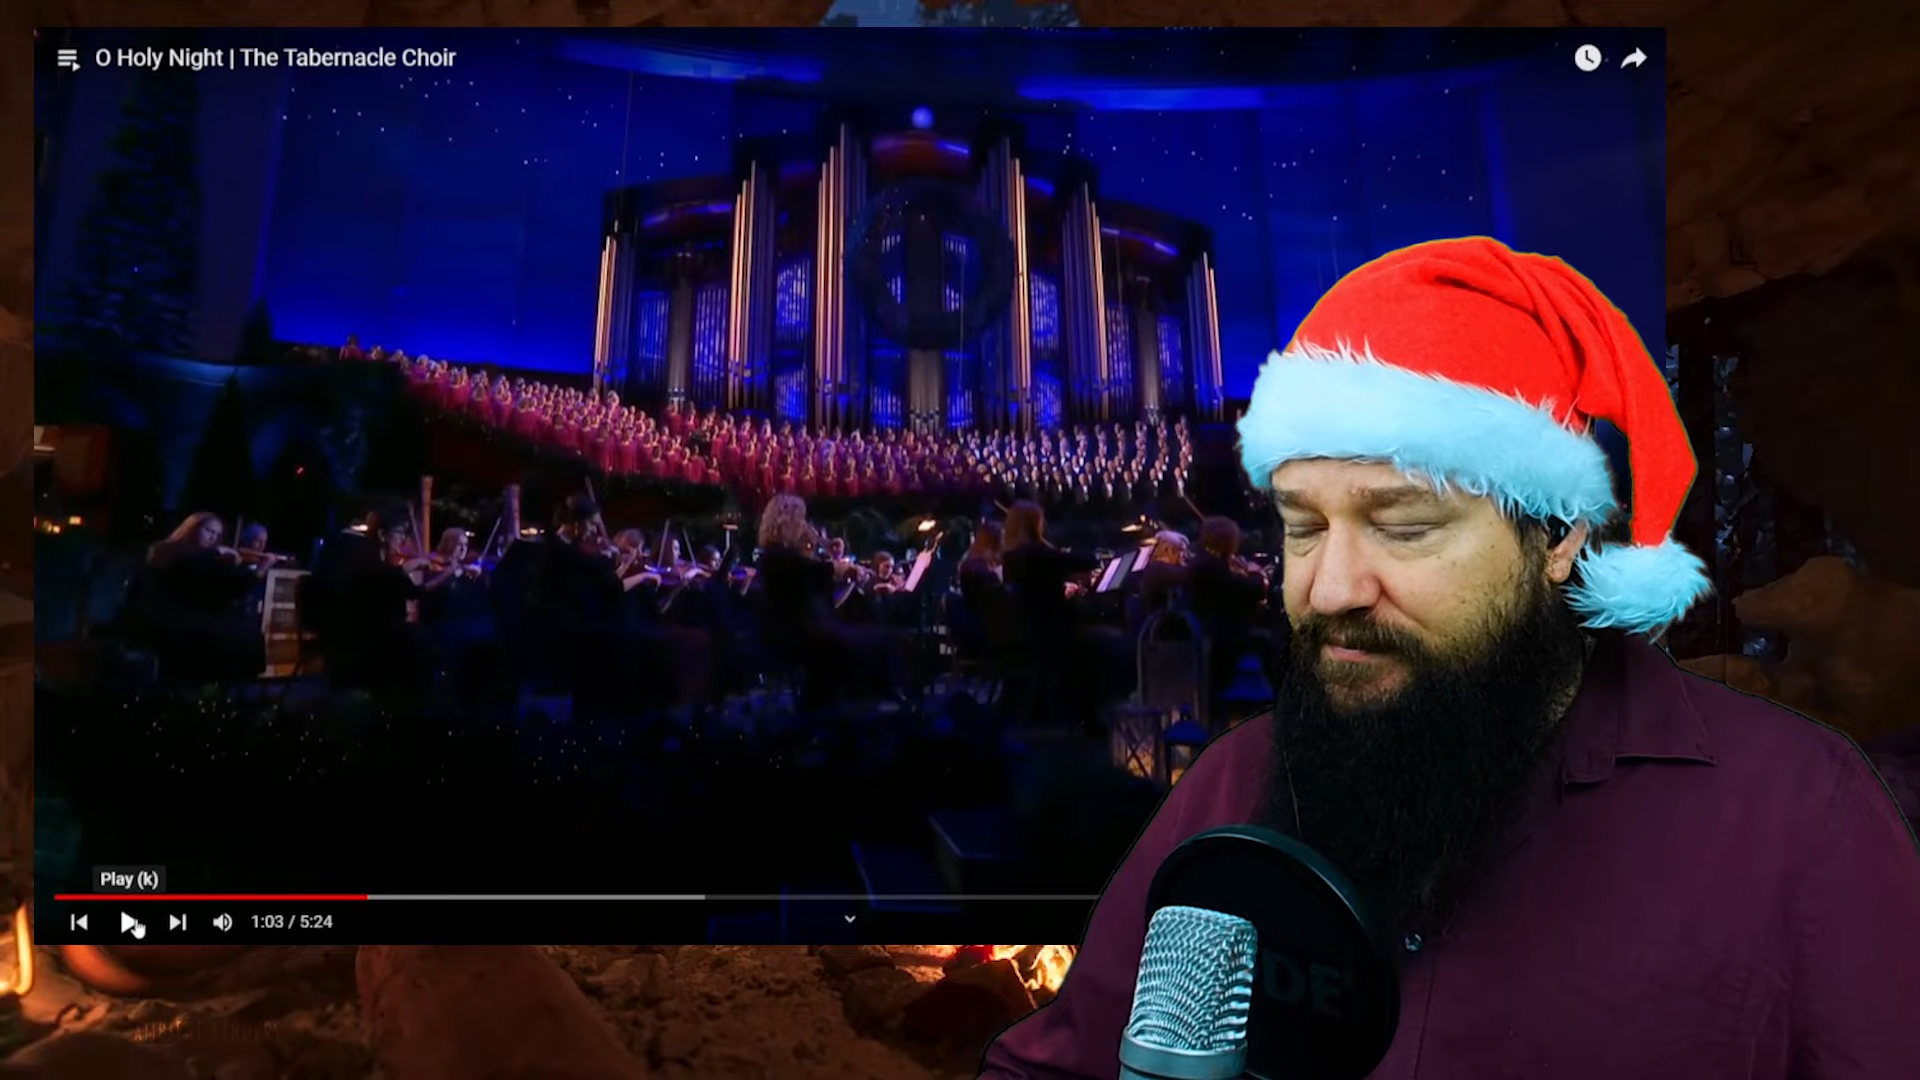 O Holy Night | The Tabernacle Choir
Play (k)
1:03 / 5:24